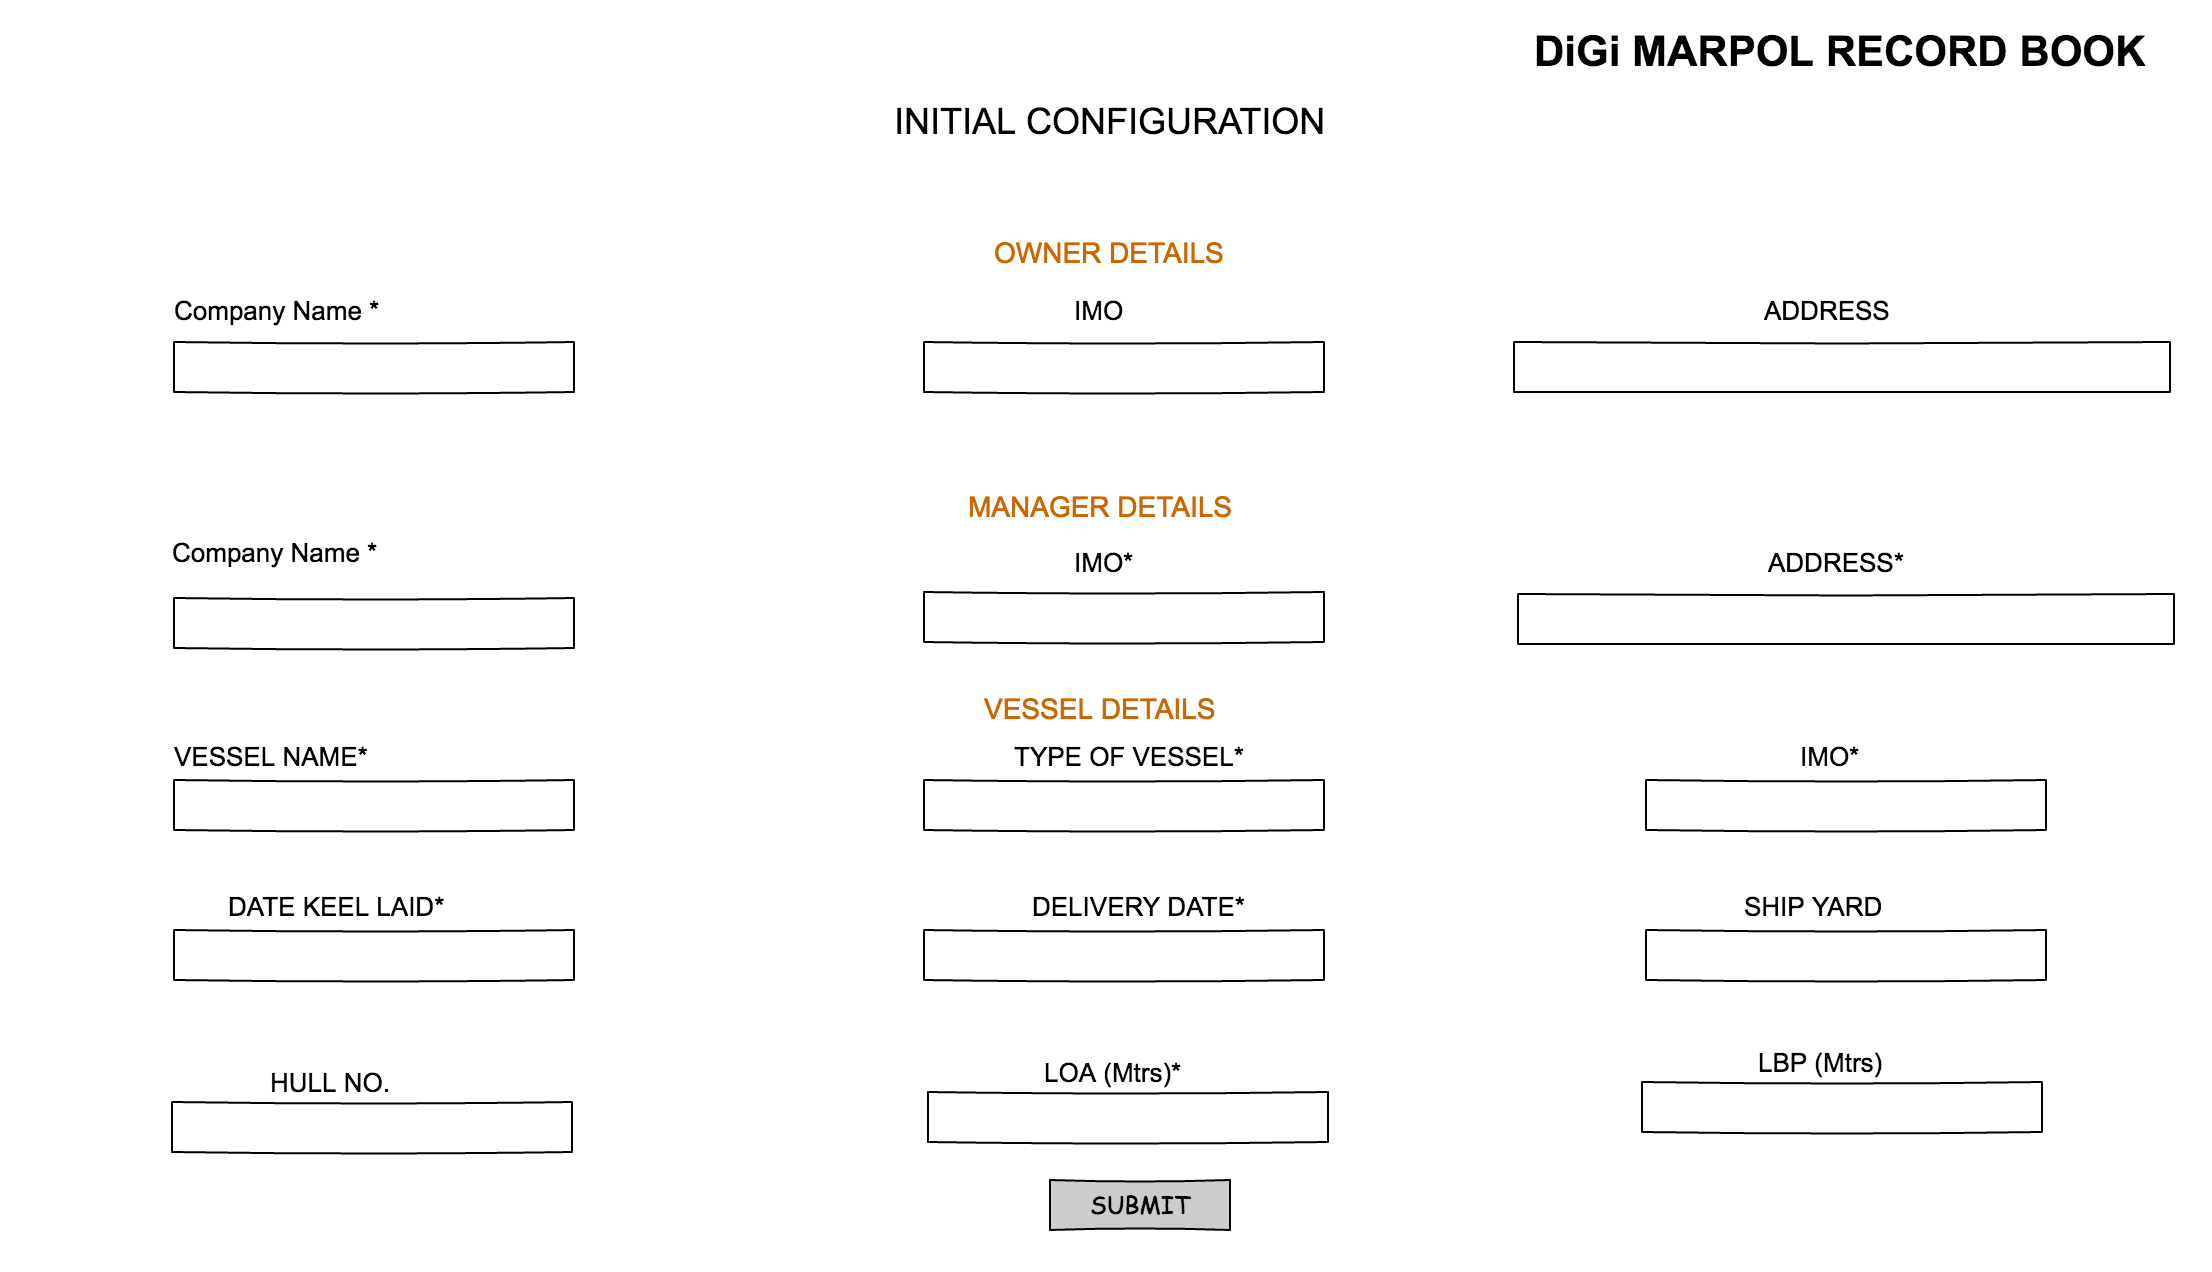 DiGi MARPOL RECORD BOOK
INITIAL CONFIGURATION
OWNER DETAILS
Company Name *
IMO
ADDRESS
MANAGER DETAILS
Company Name *
IMO*
ADDRESS*
VESSEL DETAILS
VESSEL NAME*
TYPE OF VESSEL*
IMO*
DATE KEEL LAID*
DELIVERY DATE*
SHIP YARD
HULL NO.
LOA (Mtrs)*
LBP (Mtrs)
SUBMIT